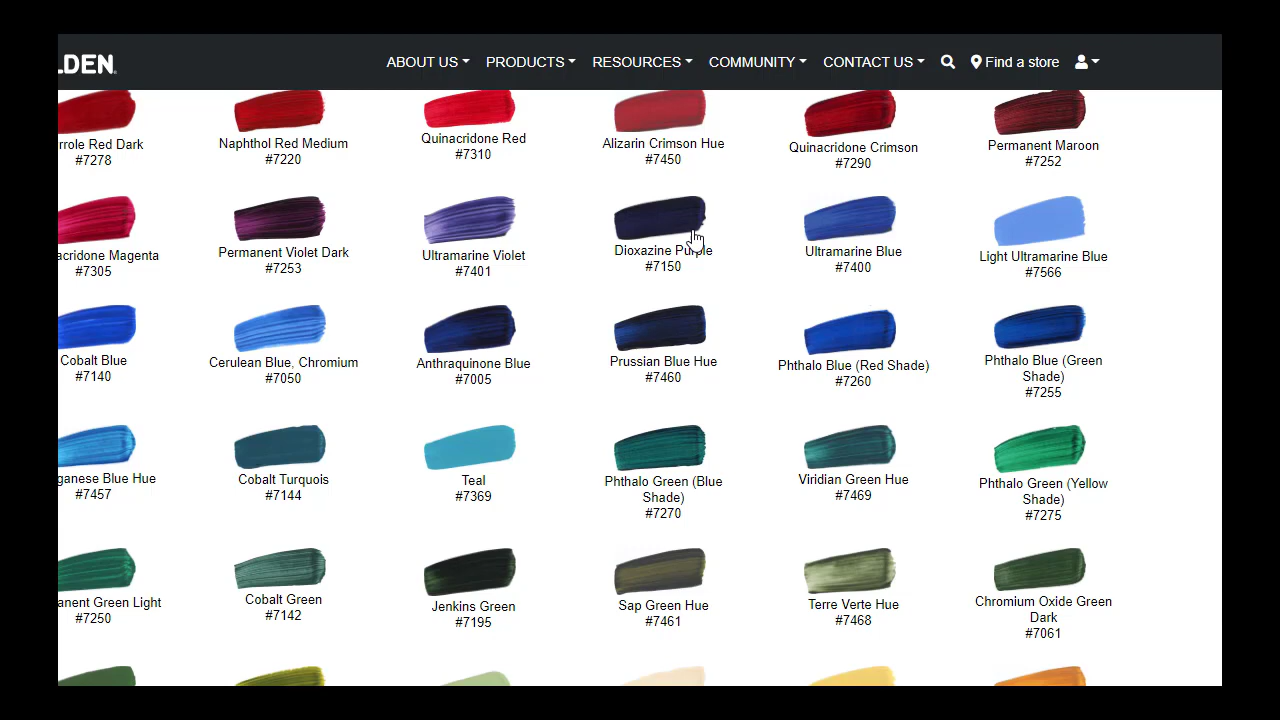 LDEN
ABOUT US PRODUCTS RESOURCES COMMUNITY CONTACT US Find a store
rrole Red Dark
#7278
Naphthol Red Medium
#7220
Quinacridone Red
#7310
Alizarin Crimson Hue
#7450
Quinacridone Crimson
#7290
Permanent Maroon
#7252
acridone Magenta
#7305
Permanent Violet Dark
#7253
Ultramarine Violet
#7401
Dioxazine Purple
#7150
Ultramarine Blue
#7400
Light Ultramarine Blue
#7566
Cobalt Blue
#7140
Cerulean Blue, Chromium
#7050
Anthraquinone Blue
#7005
Prussian Blue Hue
#7460
Phthalo Blue (Red Shade)
#7260
Phthalo Blue (Green
Shade)
#7255
ganese Blue Hue
#7457
Cobalt Turquois
#7144
Teal
#7369
Phthalo Green (Blue
Shade)
#7270
Viridian Green Hue
#7469
Phthalo Green (Yellow
Shade)
#7275
anent Green Light
#7250
Cobalt Green
#7142
Jenkins Green
#7195
Sap Green Hue
#7461
Terre Verte Hue
#7468
Chromium Oxide Green
Dark
#7061